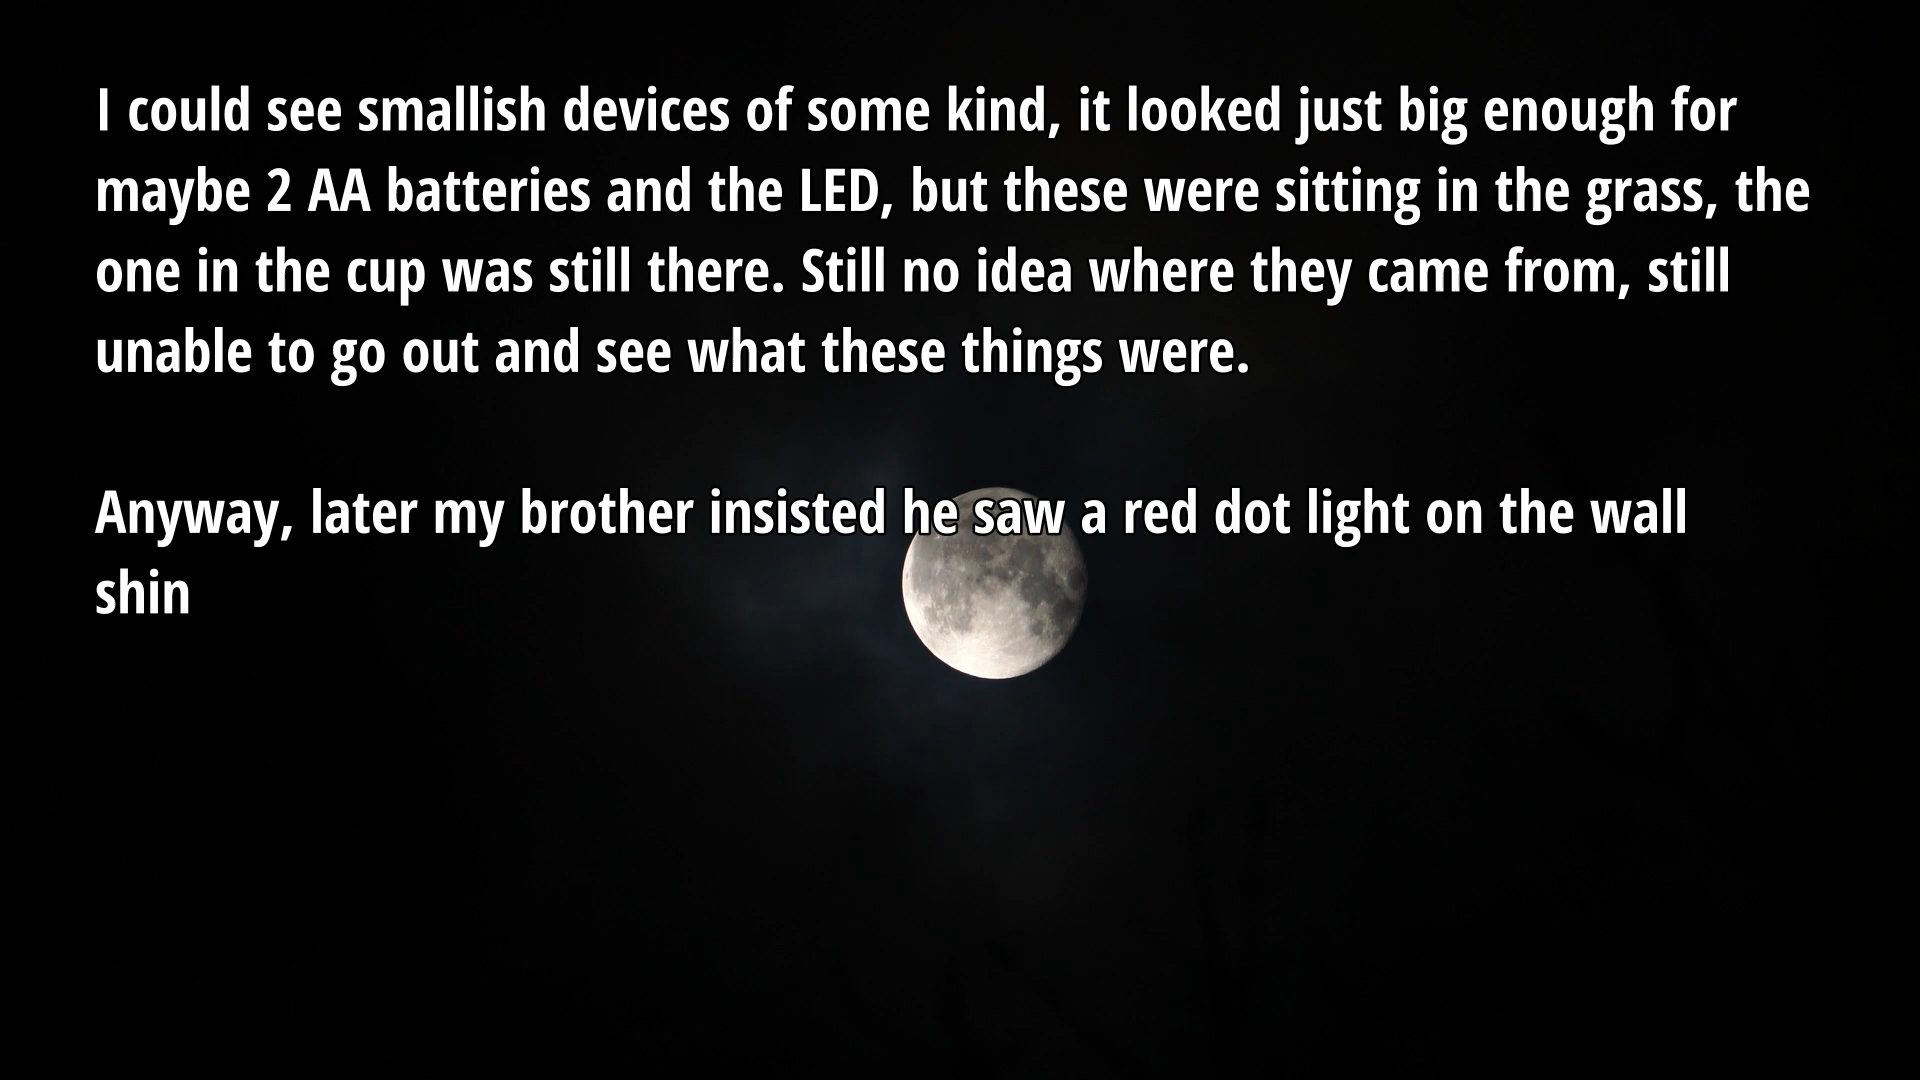 I could see smallish devices of some kind, it looked just big enough for
maybe 2 AA batteries and the LED, but these were sitting in the grass, the
one in the cup was still there. Still no idea where they came from, still
unable to go out and see what these things were.
Anyway, later my brother insisted he saw a red dot light on the wall
shin